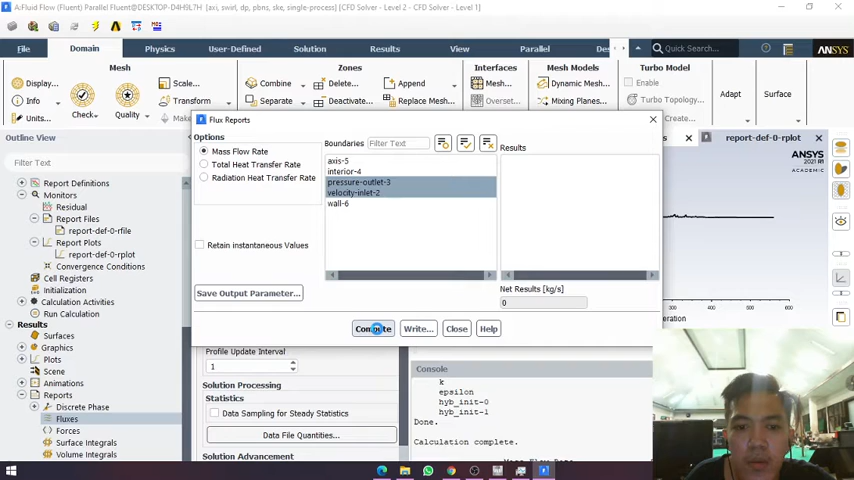 A:Fluid Flow (Fluent) Parallel Fluent@DESKTOP-D4H9L7H [axi, swirl, dp, pbns, ske, single-process] [CFD Solver - Level 2 - CFD Solver - Level 1]
File Domain Physics User-Defined Solution Results View Parallel Des Quick Search... ANSYS
Mesh Zones Interfaces Mesh Models Turbo Model
Display... Scale... Combine Delete... Append Mesh... Dynamic Mesh... Enable
Info Transform Separate Deactivate... Replace Mesh... Overset... Mixing Planes... Turbo Topology... Adapt Surface
Units... Check Quality
Outline View
Filter Text
Report Definitions
Monitors
Residual
Report Files
report-def-0-rfile
Report Plots
report-def-0-rplot
Convergence Conditions
Cell Registers
Initialization
Calculation Activities
Run Calculation
Results
Surfaces
Graphics
Plots
Scene
Animations
Reports
Discrete Phase
Fluxes
Forces
Surface Integrals
Volume Integrals
Flux Reports
Options
Mass Flow Rate
Total Heat Transfer Rate
Radiation Heat Transfer Rate
Retain instantaneous Values
Save Output Parameter...
Boundaries Filter Text
axis-5
interior-4
pressure-outlet-3
velocity-inlet-2
wall-6
Results
Net Results [kg/s]
0
Compute Write... Close Help
report-def-0-rplot
ANSYS
ACADEMIC
500 600
eration
Profile Update Interval
1
Solution Processing
Statistics
Data Sampling for Steady Statistics
Data File Quantities...
Solution Advancement
Console
k
epsilon
hyb_init-0
hyb_init-1
Done.
Calculation complete.